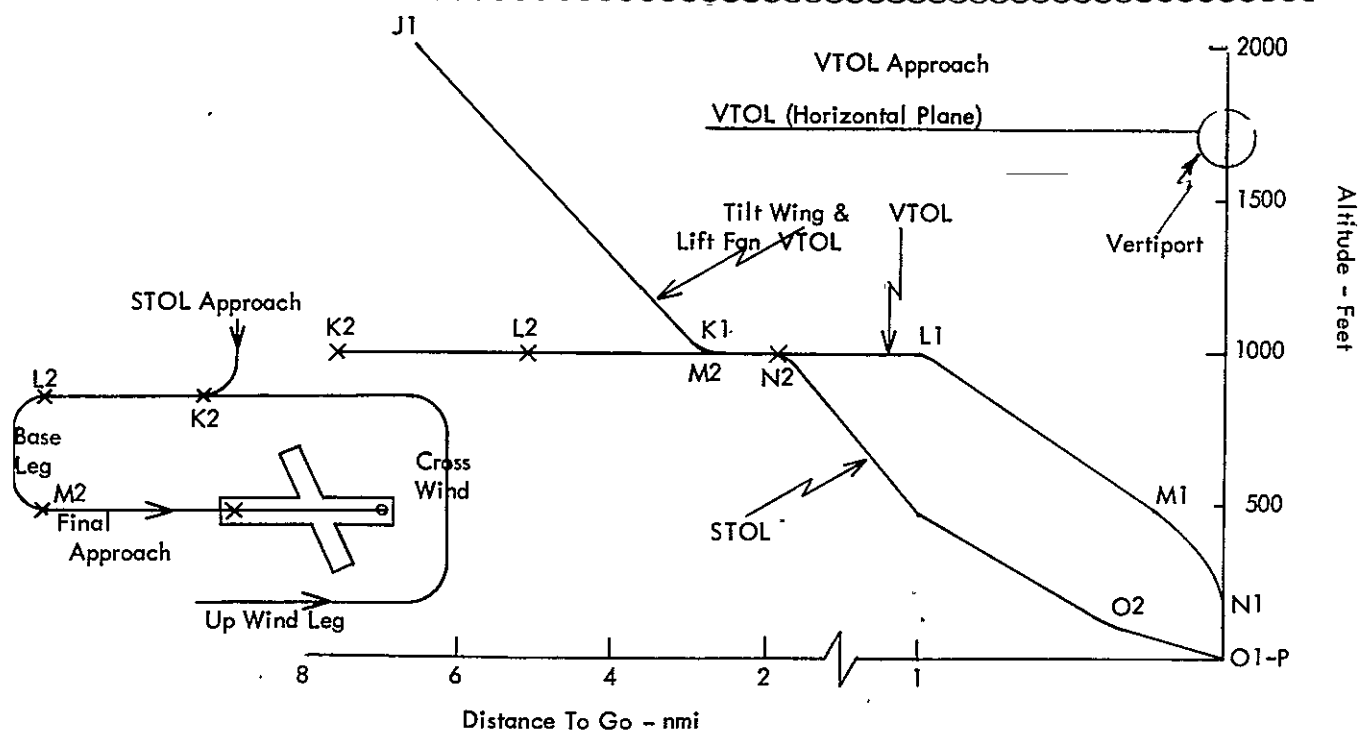 J1
2000
VTOL Approach
VTOL (Horizontal Plane)
1500
Tilt Wing &
Lift Fan VTOL
VTOL
Vertiport
Altitude - Feet
STOL Approach
K2
L2
K1
L1
1000
M2
N2
L2
K2
Base
Leg
Cross
Wind
M2
Final
Approach
M1
500
STOL
O2
N1
Up Wind Leg
O1-P
8
6
4
2
1
Distance To Go - nmi